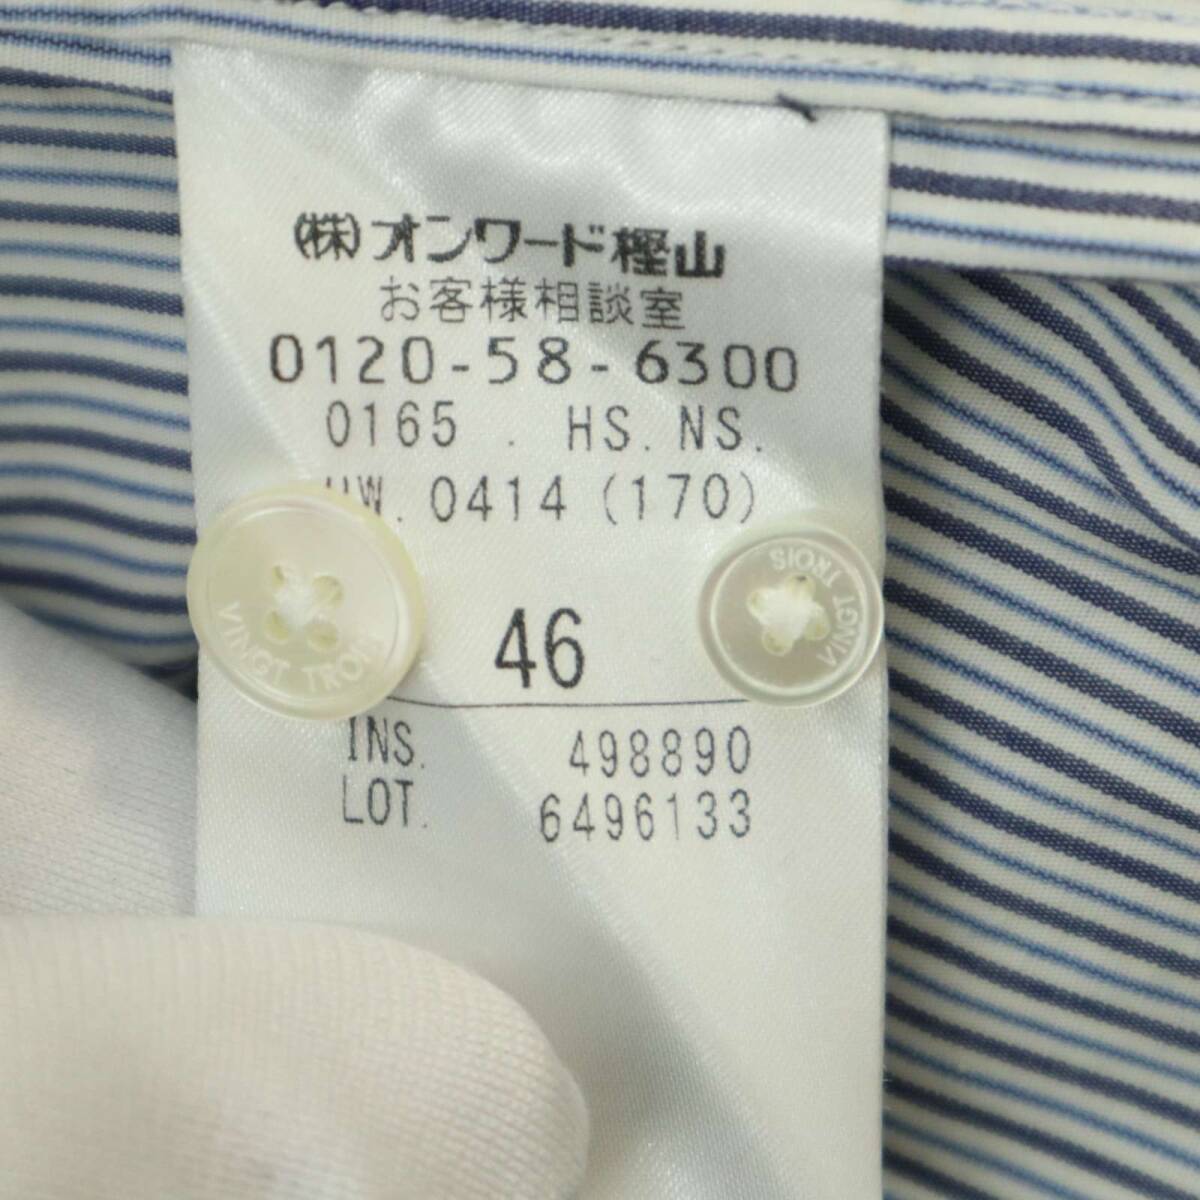 (株)オンワード樫山
お客様相談室
0120-58-6300
0165 . HS. NS.
0414 (170)
VINGT TROIS
VINGT TROIS
46
INS. 498890
LOT. 6496133